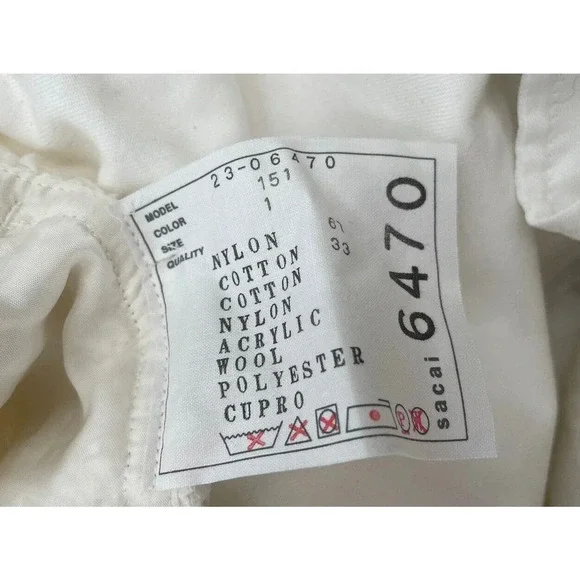 MODEL 23-06470
COLOR 151
SIZE 1
QUALITY
NYLON 67
COTTON 33
COTTON
NYLON
ACRYLIC
WOOL
POLYESTER
CUPRO
sacai 6470